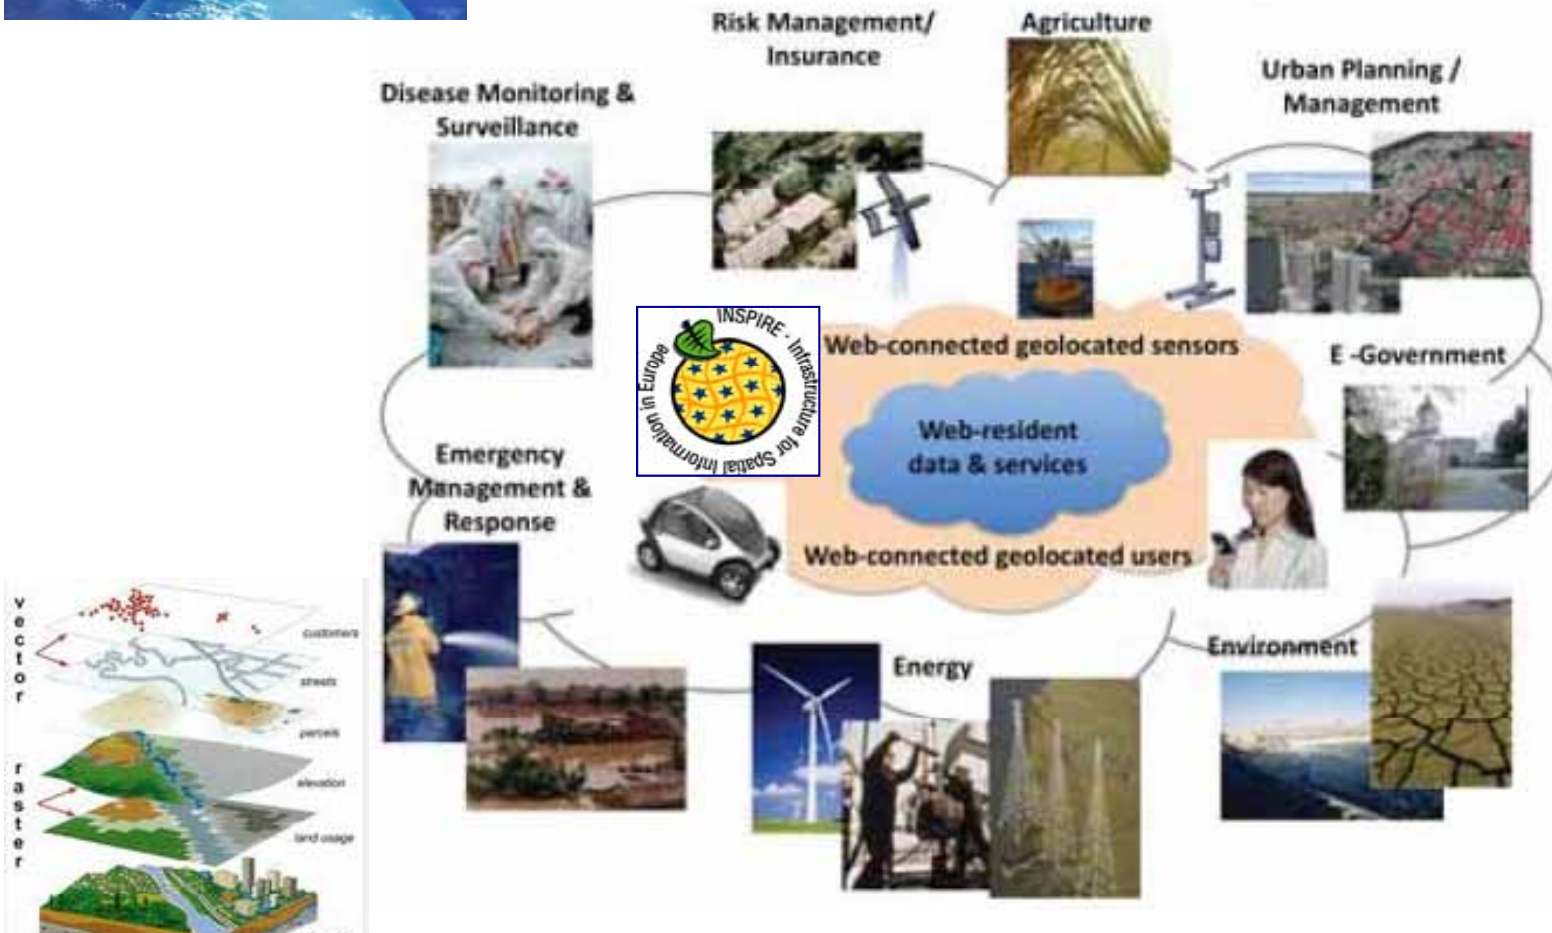 Risk Management/
Insurance
Agriculture
Urban Planning /
Management
Disease Monitoring &
Surveillance
INSPIRE - Infrastructure for Spatial Information in Europe
Web-connected geolocated sensors
E -Government
Web-resident
data & services
Emergency
Management &
Response
Web-connected geolocated users
Environment
Energy
vector
customers
streets
parcels
raster
elevation
land usage